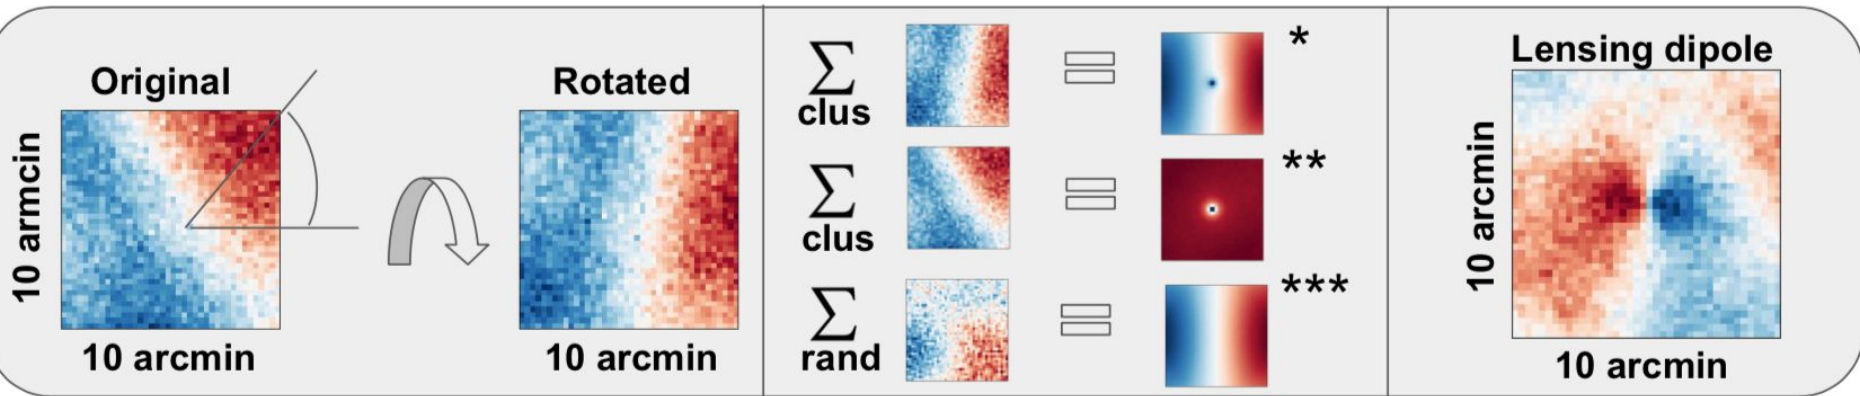 Original
10 armcin
10 arcmin
Rotated
10 arcmin
∑
clus
*
∑
clus
**
∑
rand
***
Lensing dipole
10 arcmin
10 arcmin